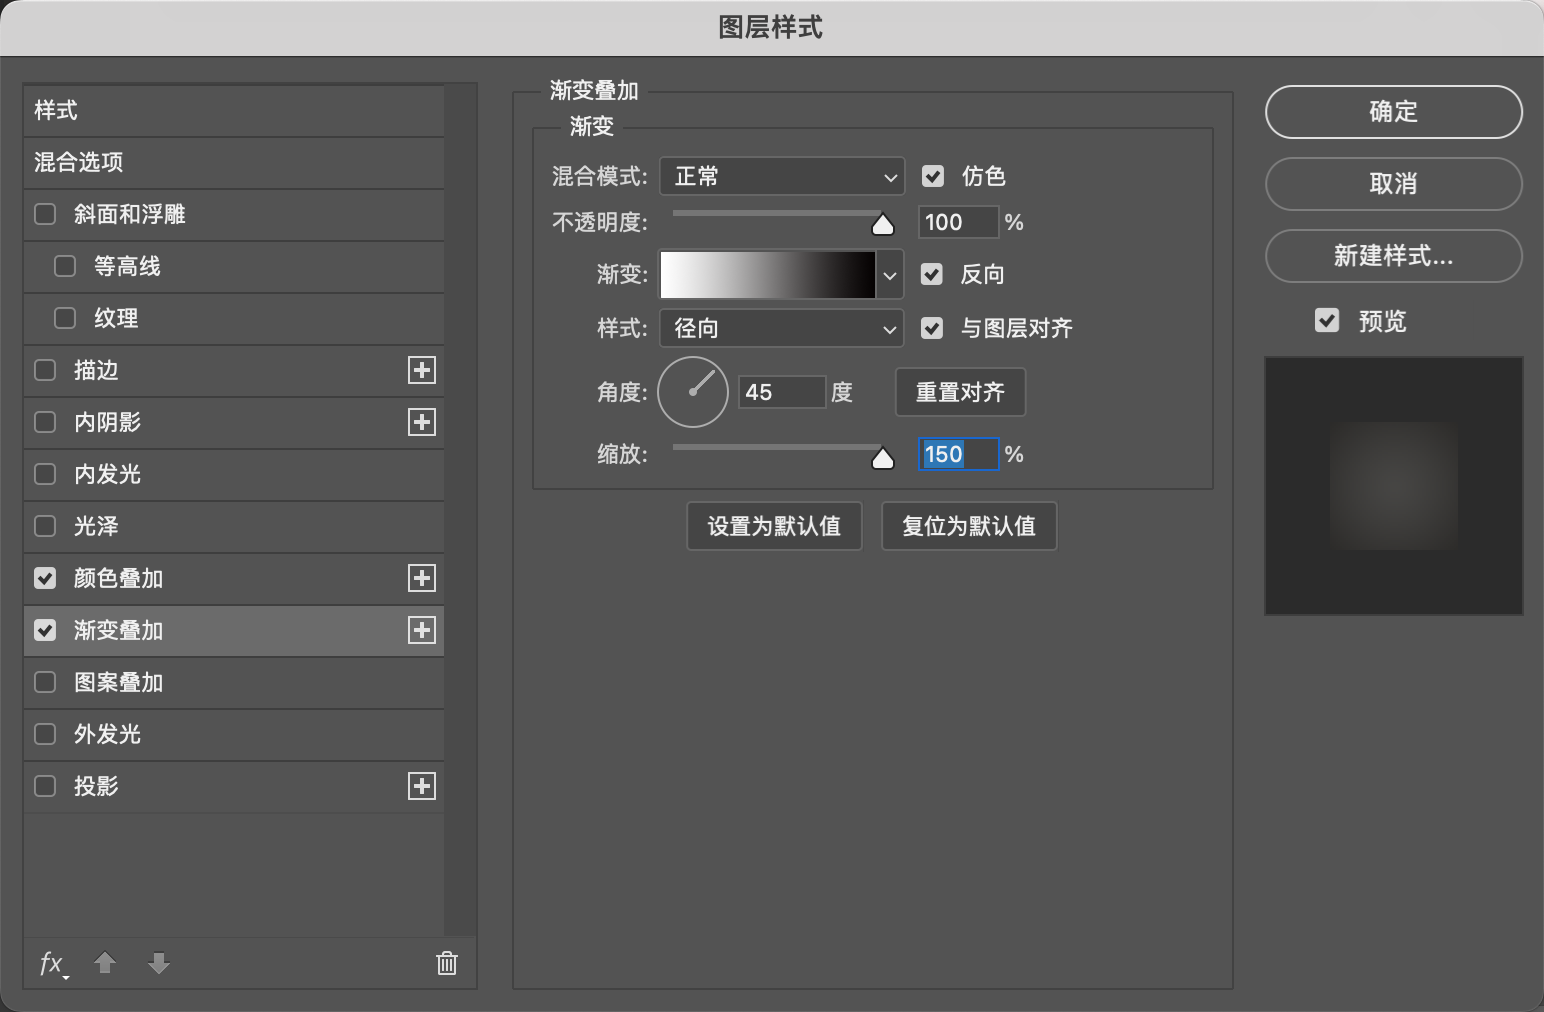 图层样式
样式
混合选项
斜面和浮雕
等高线
纹理
描边
内阴影
内发光
光泽
颜色叠加
渐变叠加
图案叠加
外发光
投影
fx
渐变叠加
渐变
混合模式: 正常 仿色
不透明度: 100 %
渐变: 反向
样式: 径向 与图层对齐
角度: 45 度 重置对齐
缩放: 150 %
设置为默认值 复位为默认值
确定
取消
新建样式...
预览